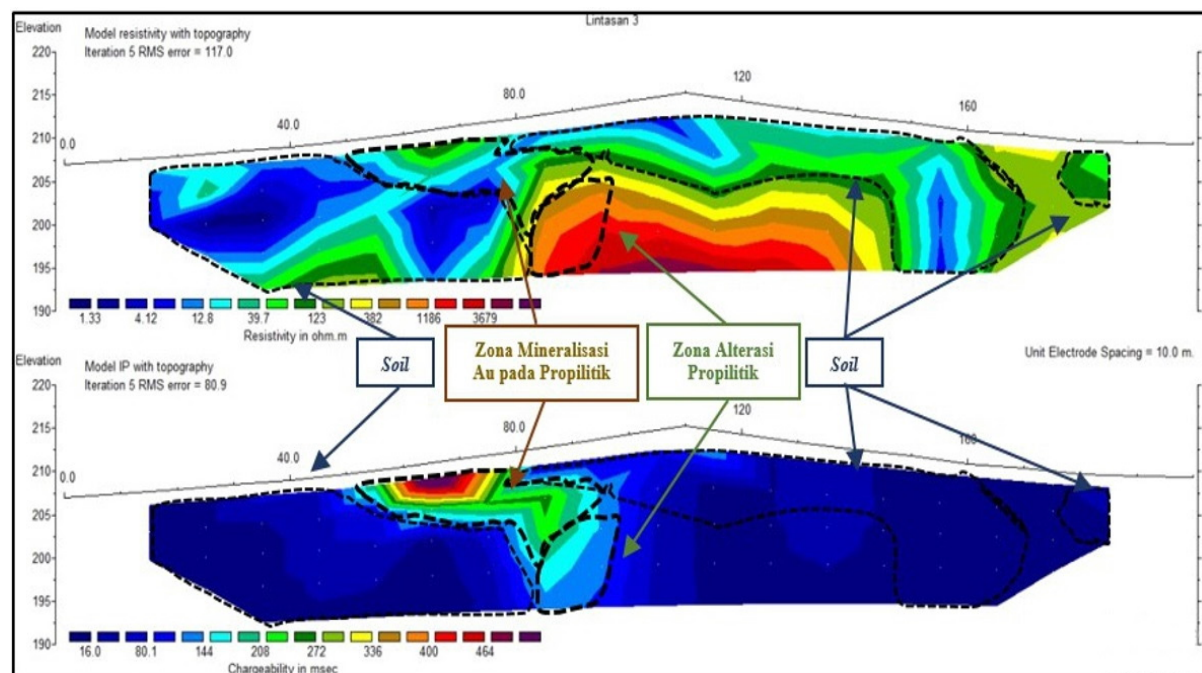 Lintasan 3
Elevation
Model resistivity with topography
Iteration 5 RMS error = 117.0
220
215
210
205
200
195
190
0.0
40.0
80.0
120
160
1.33 4.12 12.8 39.7 123 382 1186 3679
Resistivity in ohm.m
Soil
Zona Mineralisasi
Au pada Propilitik
Zona Alterasi
Propilitik
Soil
Unit Electrode Spacing = 10.0 m.
Elevation
Model IP with topography
Iteration 5 RMS error = 80.9
220
215
210
205
200
195
190
0.0
40.0
80.0
120
160
16.0 80.1 144 208 272 336 400 464
Chargeability in msec